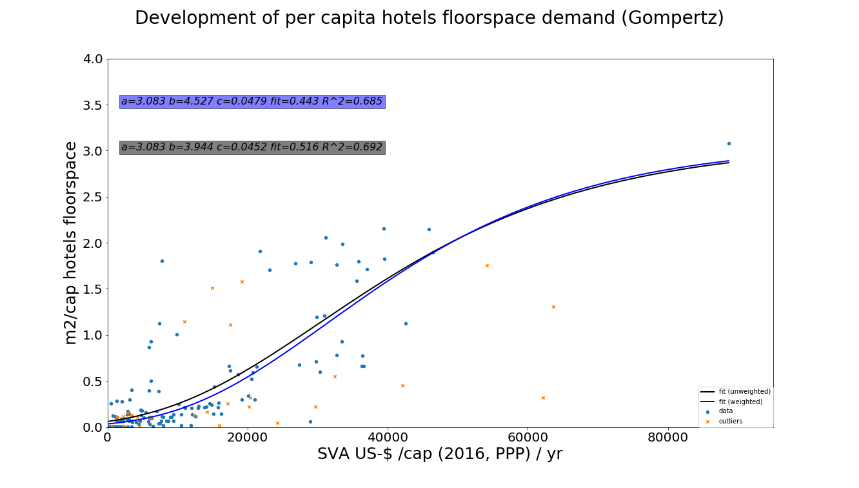 Development of per capita hotels floorspace demand (Gompertz)
4.0
3.5
3.0
2.5
2.0
1.5
1.0
0.5
0.0
m2/cap hotels floorspace
a=3.083 b=4.527 c=0.0479 fit=0.443 R^2=0.685
a=3.083 b=3.944 c=0.0452 fit=0.516 R^2=0.692
fit (unweighted)
fit (weighted)
data
outliers
0 20000 40000 60000 80000
SVA US-$ /cap (2016, PPP) / yr